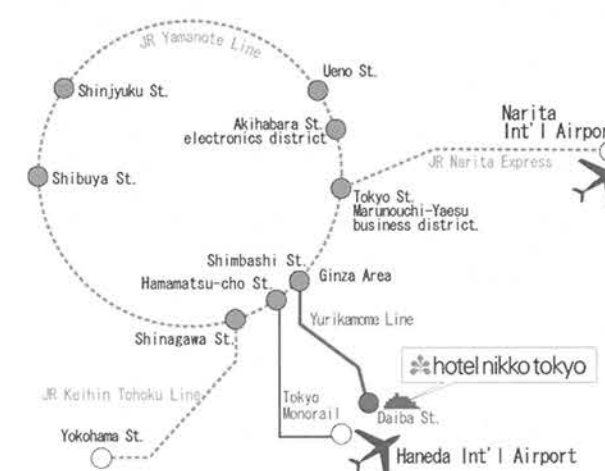 JR Yamanote Line
Ueno St.
Shinjyuku St.
Akihabara St.
electronics district
Narita
Int'l Airport
JR Narita Express
Shibuya St.
Tokyo St.
Marunouchi-Yaesu
business district.
Shimbashi St.
Ginza Area
Hamamatsu-cho St.
Yurikamome Line
Shinagawa St.
hotel nikko tokyo
JR Keihin Tohoku Line
Tokyo
Monorail
Daiba St.
Yokohama St.
Haneda Int'l Airport